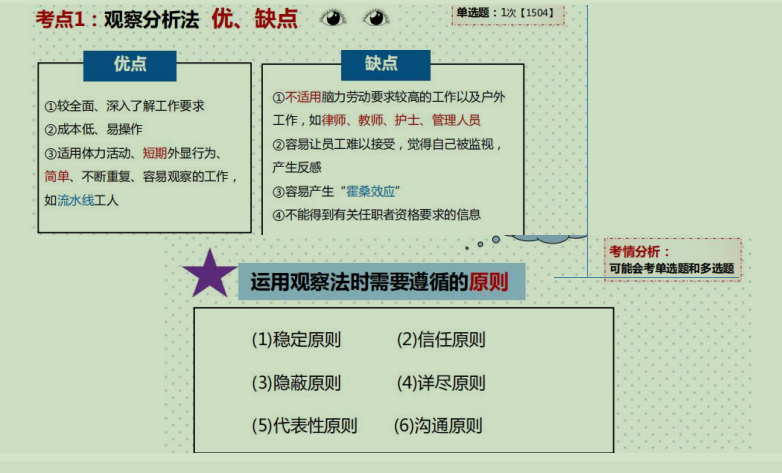 考点1：观察分析法 优、缺点
单选题：1次【1504】
优点
①较全面、深入了解工作要求
②成本低、易操作
③适用体力活动、短期外显行为、
简单、不断重复、容易观察的工作，
如流水线工人
缺点
①不适用脑力劳动要求较高的工作以及户外
工作，如律师、教师、护士、管理人员
②容易让员工难以接受，觉得自己被监视，
产生反感
③容易产生“霍桑效应”
④不能得到有关任职者资格要求的信息
考情分析：
可能会考单选题和多选题
运用观察法时需要遵循的原则
(1)稳定原则 (2)信任原则
(3)隐蔽原则 (4)详尽原则
(5)代表性原则 (6)沟通原则